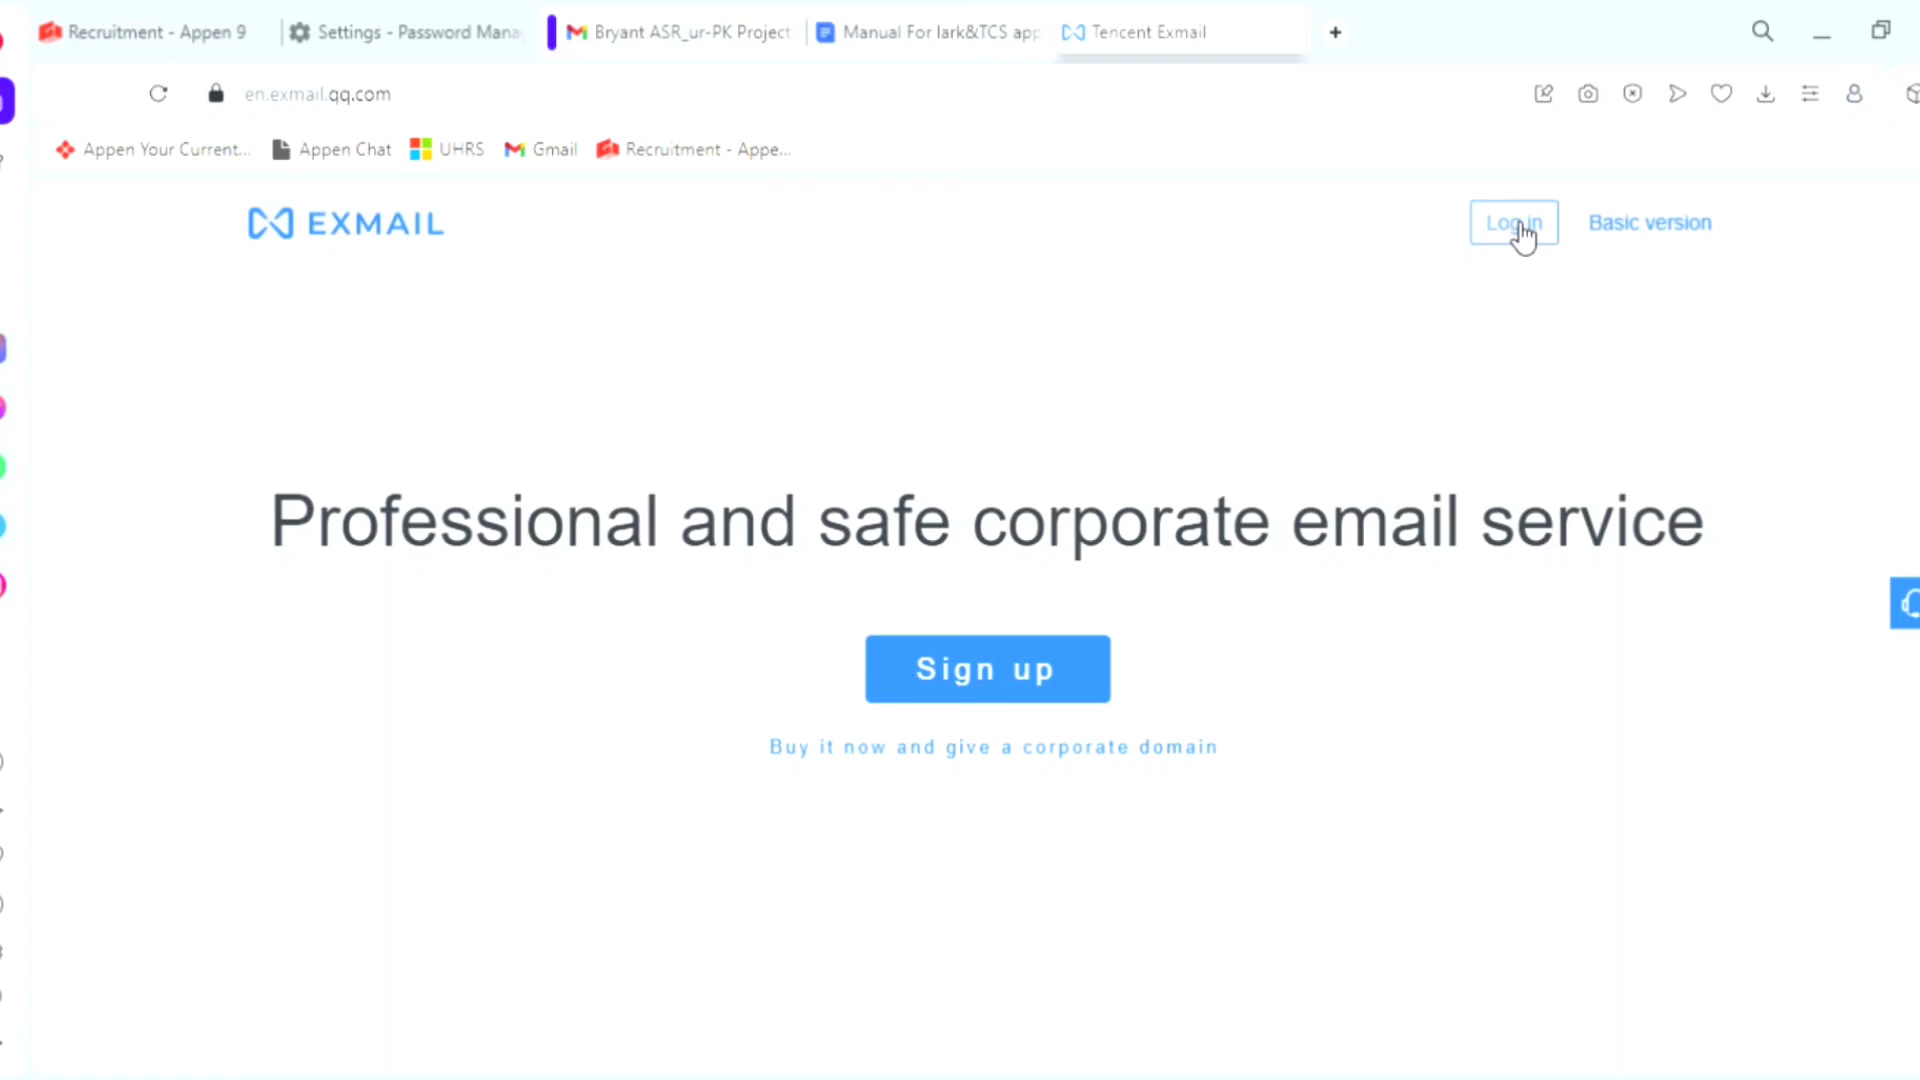 Recruitment - Appen 9
Settings - Password Mana
Bryant ASR_ur-PK Project
Manual For lark&TCS app
Tencent Exmail
en.exmail.qq.com
Appen Your Current...
Appen Chat
UHRS
Gmail
Recruitment - Appe...
EXMAIL
Log in
Basic version
Professional and safe corporate email service
Sign up
Buy it now and give a corporate domain